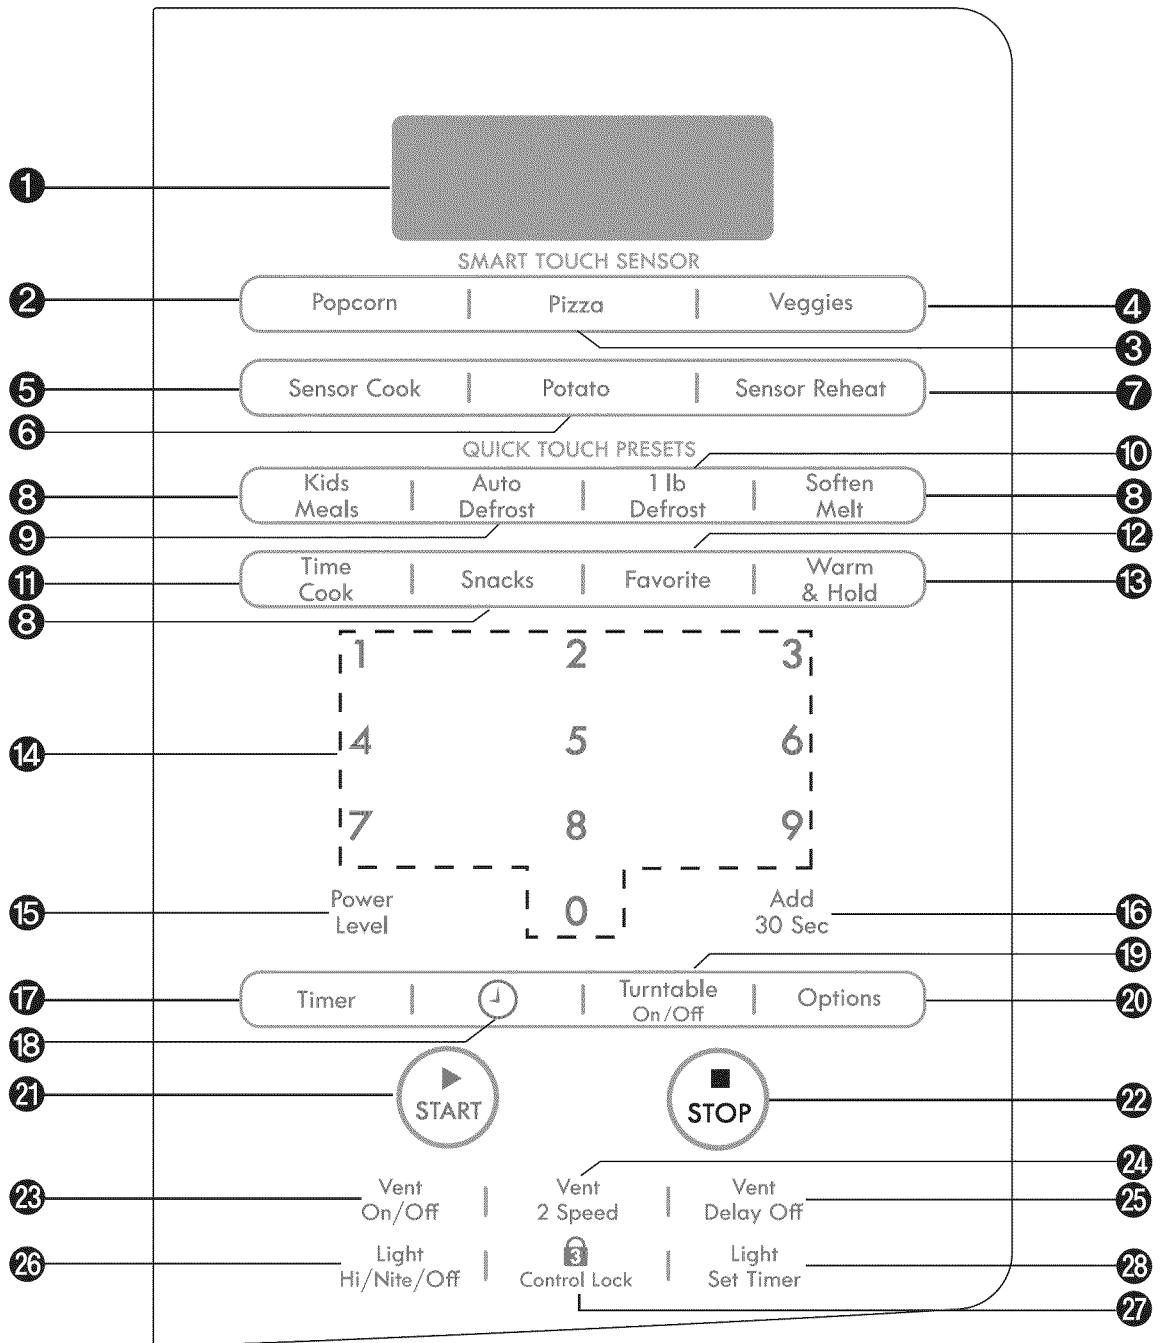 1
SMART TOUCH SENSOR
2 Popcorn | Pizza | Veggies 4
3
5 Sensor Cook | Potato | Sensor Reheat 7
6
QUICK TOUCH PRESETS
10
8 Kids Meals | Auto Defrost | 1 lb Defrost | Soften Melt 8
9
12
11 Time Cook | Snacks | Favorite | Warm & Hold 13
8
1 2 3
14 4 5 6
7 8 9
15 Power Level 0 Add 30 Sec 16
19
17 Timer | | Turntable On/Off | Options 20
18
21 START STOP 22
24
23 Vent On/Off | Vent 2 Speed | Vent Delay Off 25
3
26 Light Hi/Nite/Off | Control Lock | Light Set Timer 28
27